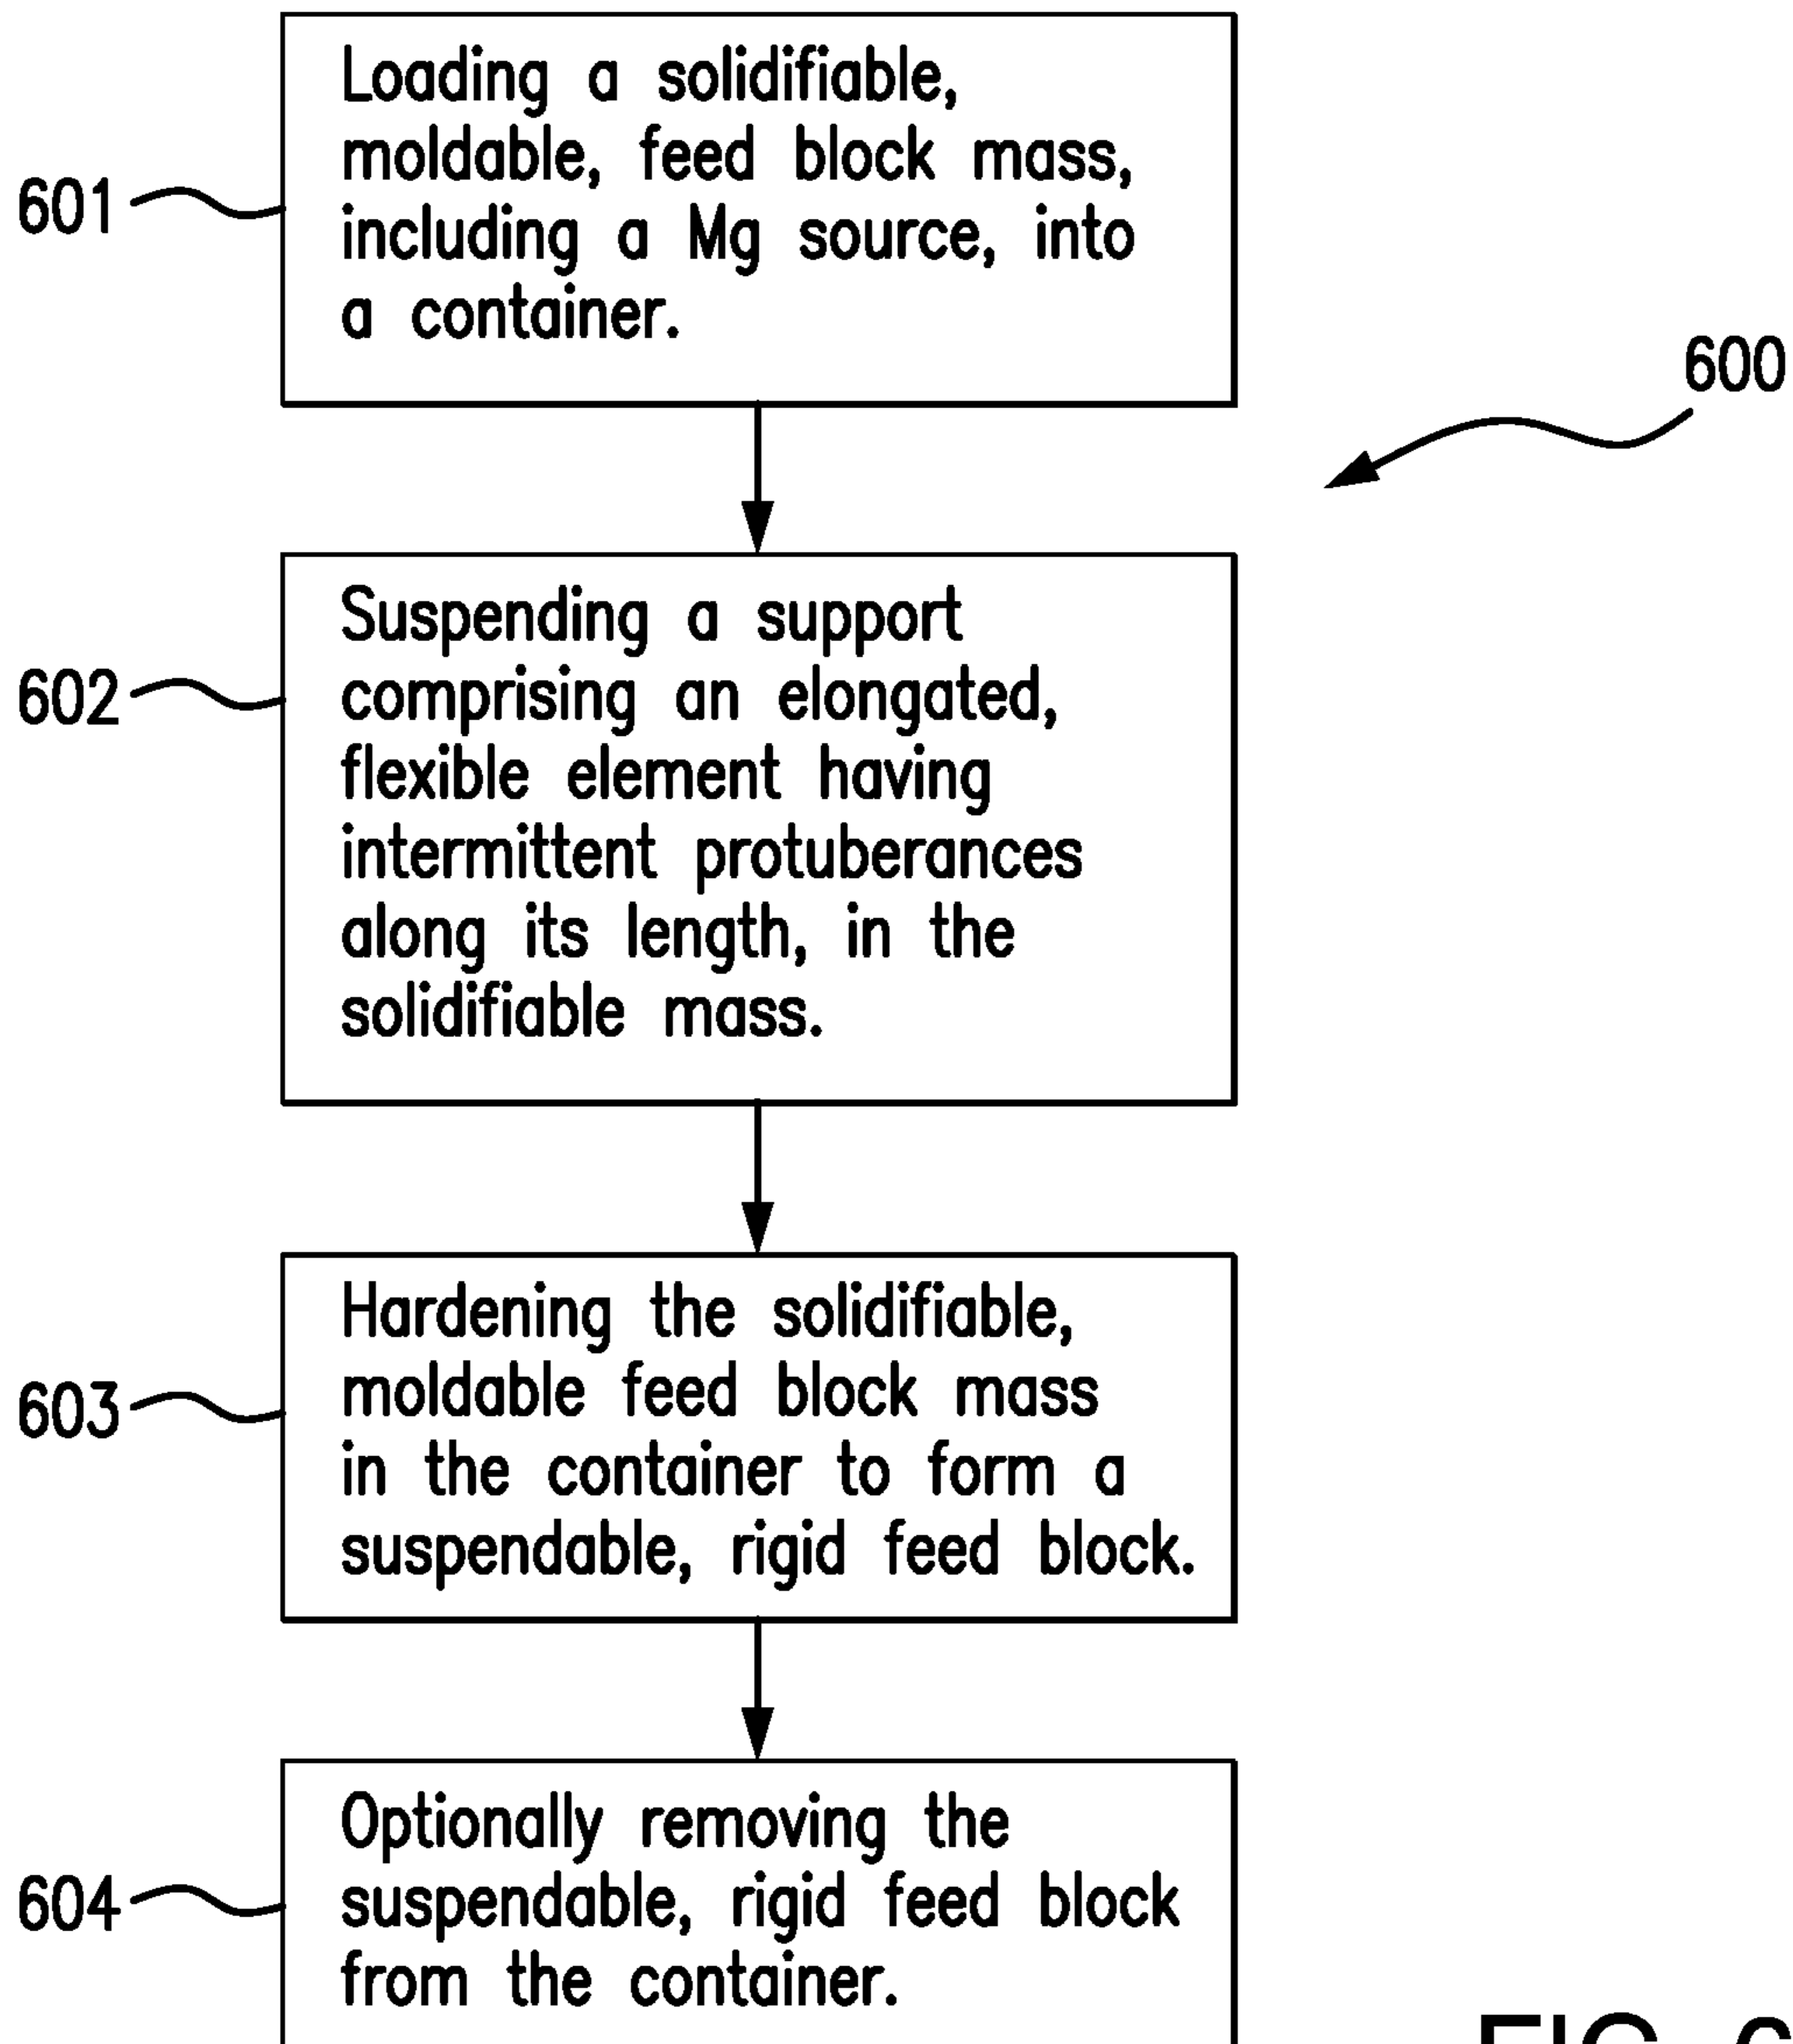 601
Loading a solidifiable,
moldable, feed block mass,
including a Mg source, into
a container.
600
602
Suspending a support
comprising an elongated,
flexible element having
intermittent protuberances
along its length, in the
solidifiable mass.
603
Hardening the solidifiable,
moldable feed block mass
in the container to form a
suspendable, rigid feed block.
604
Optionally removing the
suspendable, rigid feed block
from the container.
FIG. 6